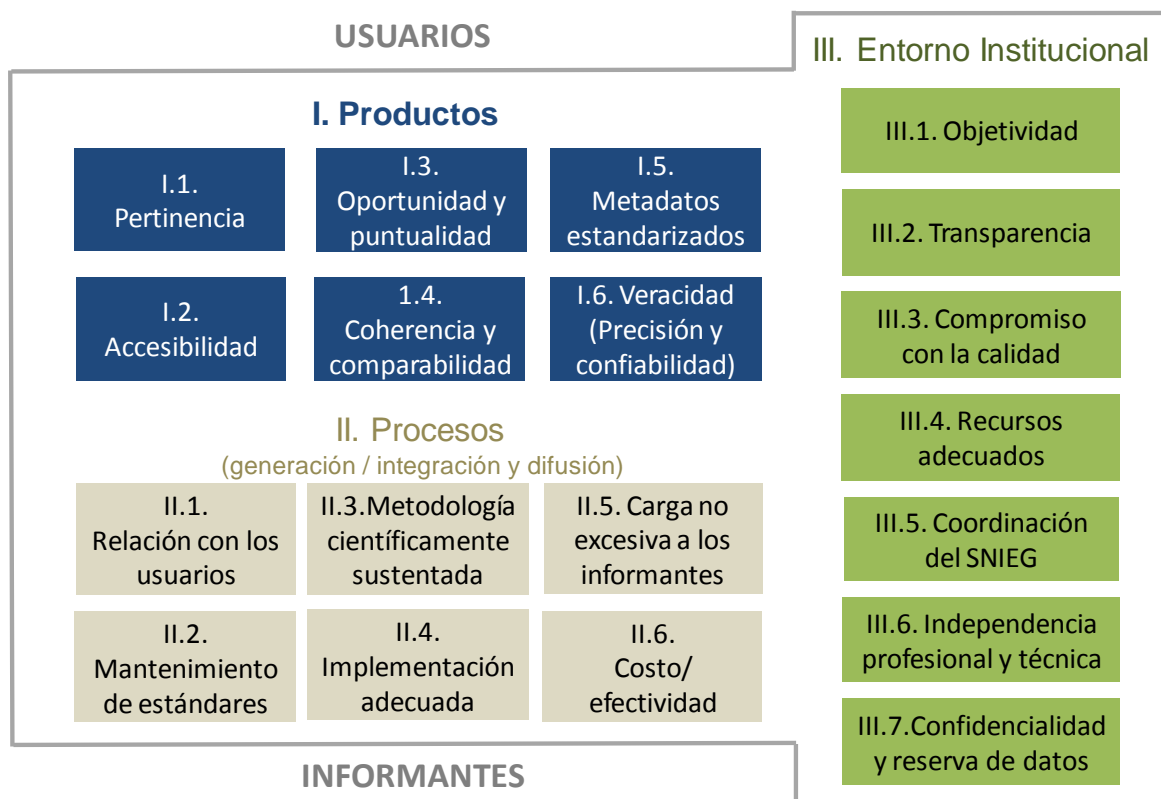 USUARIOS
I. Productos
I.1.
Pertinencia
I.3.
Oportunidad y
puntualidad
I.5.
Metadatos
estandarizados
I.2.
Accesibilidad
1.4.
Coherencia y
comparabilidad
I.6. Veracidad
(Precisión y
confiabilidad)
II. Procesos
(generación / integración y difusión)
II.1.
Relación con los
usuarios
II.3.Metodología
científicamente
sustentada
II.5. Carga no
excesiva a los
informantes
II.2.
Mantenimiento
de estándares
II.4.
Implementación
adecuada
II.6.
Costo/
efectividad
INFORMANTES
III. Entorno Institucional
III.1. Objetividad
III.2. Transparencia
III.3. Compromiso
con la calidad
III.4. Recursos
adecuados
III.5. Coordinación
del SNIEG
III.6. Independencia
profesional y técnica
III.7.Confidencialidad
y reserva de datos